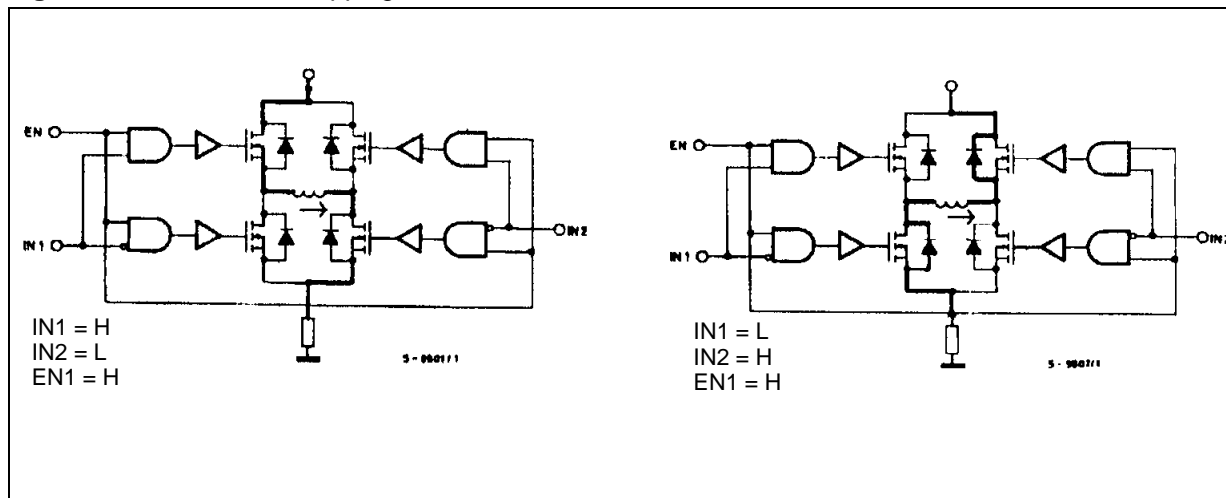 EN
IN1
IN2
IN1 = H
IN2 = L
EN1 = H
EN
IN1
IN1 = L
IN2 = H
EN1 = H